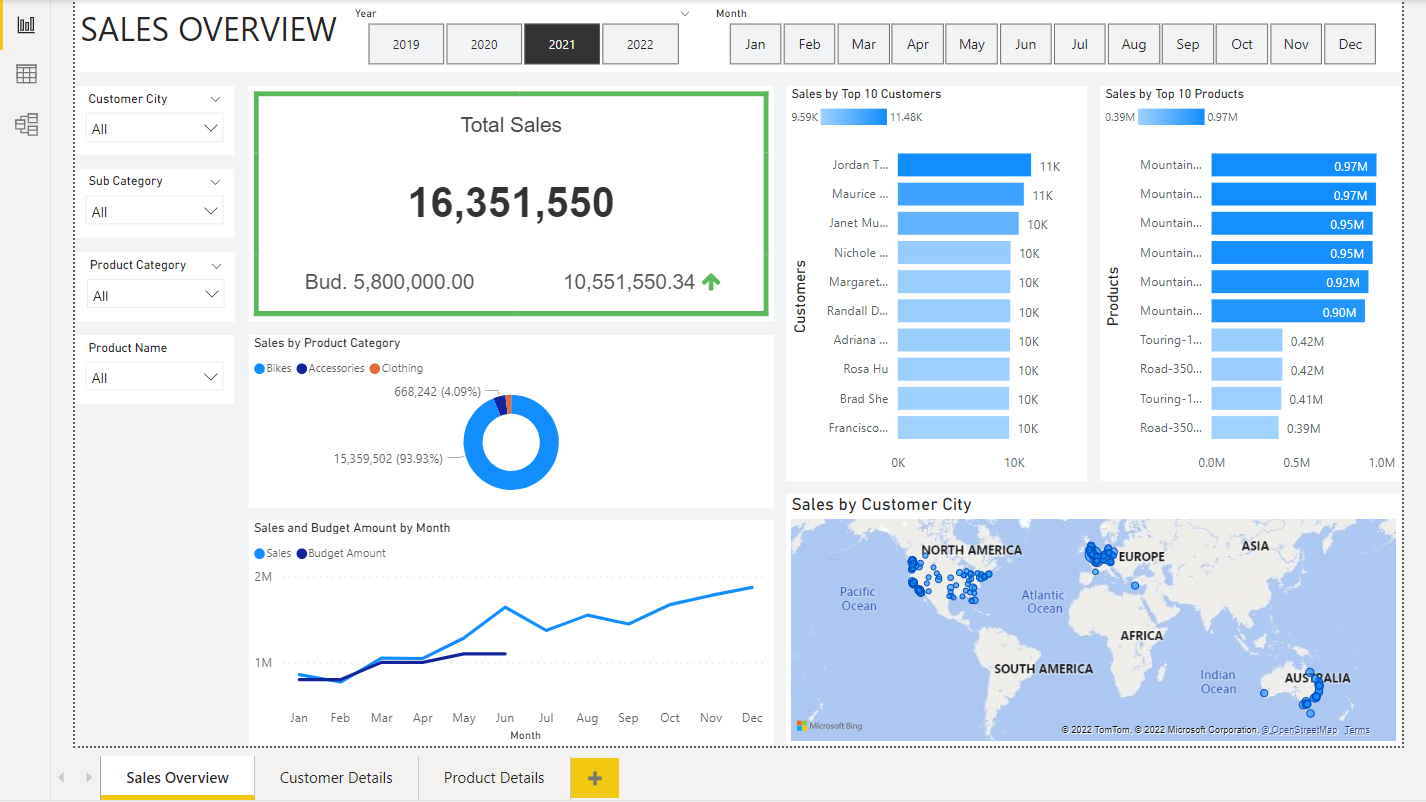 SALES OVERVIEW
Year
2019 2020 2021 2022
Month
Jan Feb Mar Apr May Jun Jul Aug Sep Oct Nov Dec
Customer City
All
Sub Category
All
Product Category
All
Product Name
All
Total Sales
16,351,550
Bud. 5,800,000.00 10,551,550.34
Sales by Product Category
Bikes Accessories Clothing
668,242 (4.09%)
15,359,502 (93.93%)
Sales and Budget Amount by Month
Sales Budget Amount
2M
1M
Jan Feb Mar Apr May Jun Jul Aug Sep Oct Nov Dec
Month
Sales by Top 10 Customers
9.59K 11.48K
Customers
Jordan T... 11K
Maurice ... 11K
Janet Mu... 10K
Nichole ... 10K
Margaret... 10K
Randall D... 10K
Adriana ... 10K
Rosa Hu 10K
Brad She 10K
Francisco... 10K
0K 10K
Sales by Top 10 Products
0.39M 0.97M
Products
Mountain... 0.97M
Mountain... 0.97M
Mountain... 0.95M
Mountain... 0.95M
Mountain... 0.92M
Mountain... 0.90M
Touring-1... 0.42M
Road-350... 0.42M
Touring-1... 0.41M
Road-350... 0.39M
0.0M 0.5M 1.0M
Sales by Customer City
NORTH AMERICA
EUROPE
ASIA
Pacific
Ocean
Atlantic
Ocean
AFRICA
SOUTH AMERICA
Indian
Ocean
AUSTRALIA
Microsoft Bing
© 2022 TomTom, © 2022 Microsoft Corporation, © OpenStreetMap Terms
Sales Overview Customer Details Product Details +